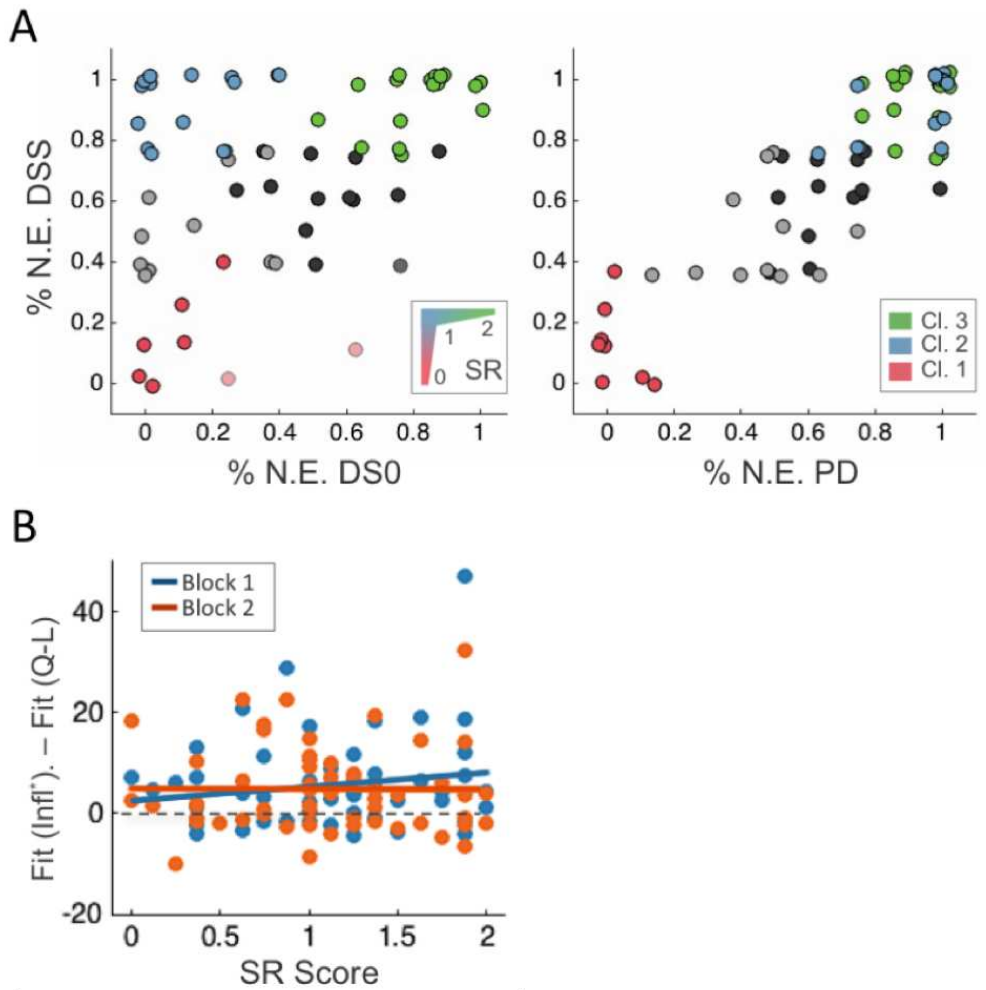 A
% N.E. DSS
1
0.8
0.6
0.4
0.2
0
0 0.2 0.4 0.6 0.8 1
% N.E. DS0
0 1 2
SR
1
0.8
0.6
0.4
0.2
0
0 0.2 0.4 0.6 0.8 1
% N.E. PD
Cl. 3
Cl. 2
Cl. 1
B
Fit (Infl*). – Fit (Q-L)
40
20
0
-20
Block 1
Block 2
0 0.5 1 1.5 2
SR Score